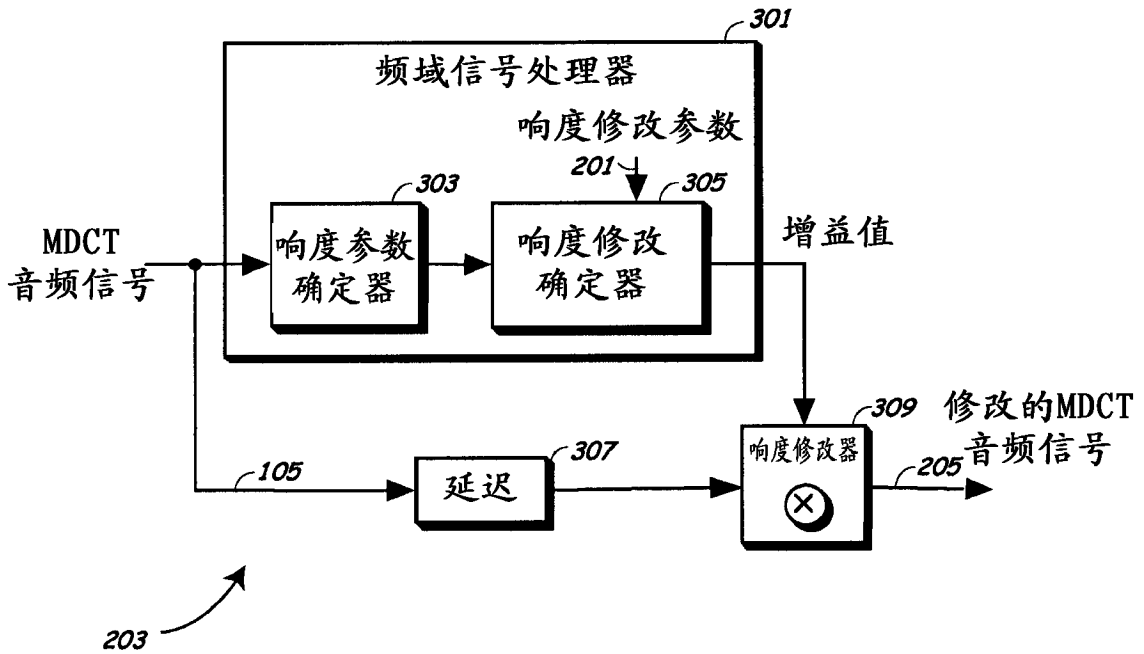 301
频域信号处理器
响度修改参数
201
303
305
MDCT
音频信号
响度参数
确定器
响度修改
确定器
增益值
309
修改的MDCT
音频信号
307
响度修改器
105
延迟
205
203